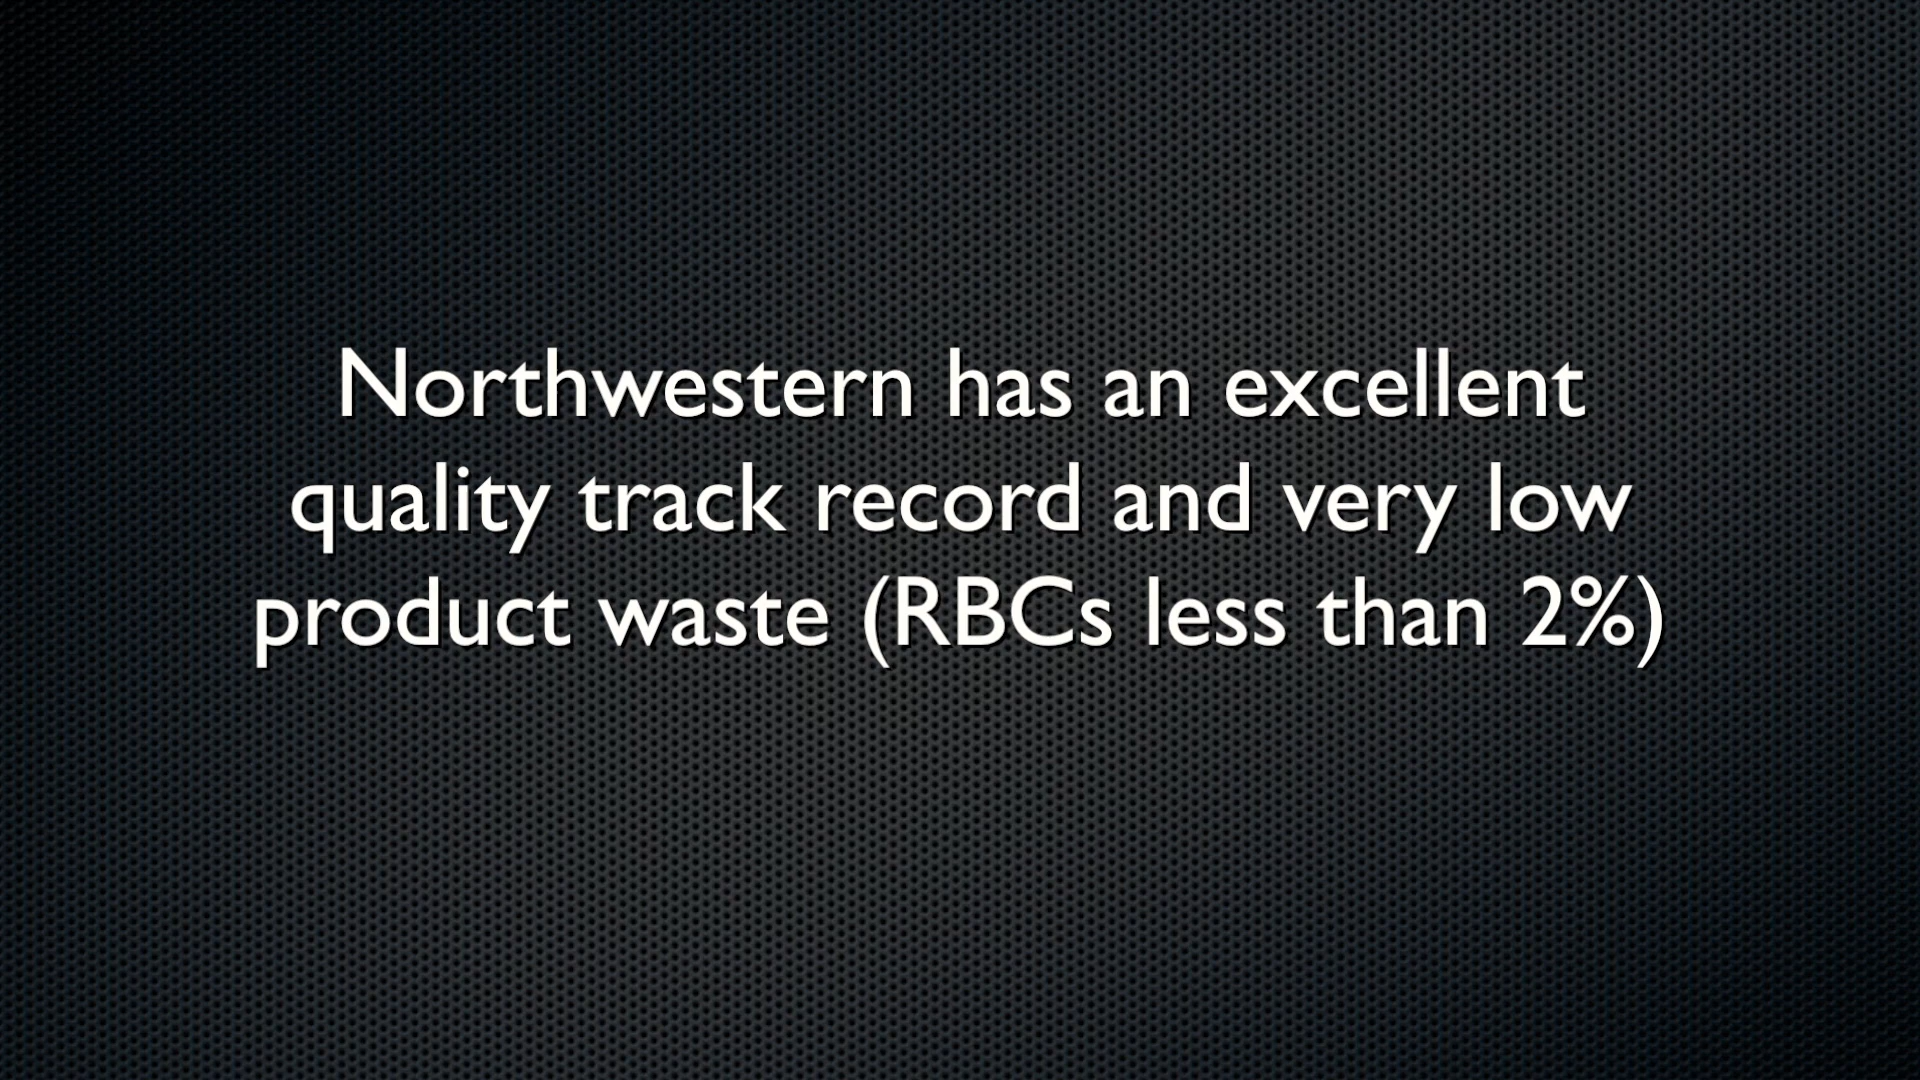 Northwestern has an excellent
quality track record and very low
product waste (RBCs less than 2%)